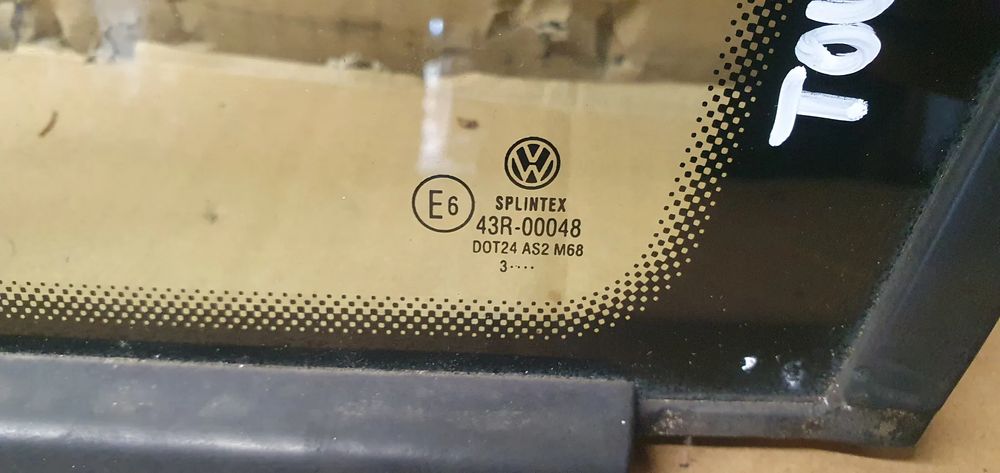 E6
SPLINTEX
43R-00048
DOT24 AS2 M68
3····